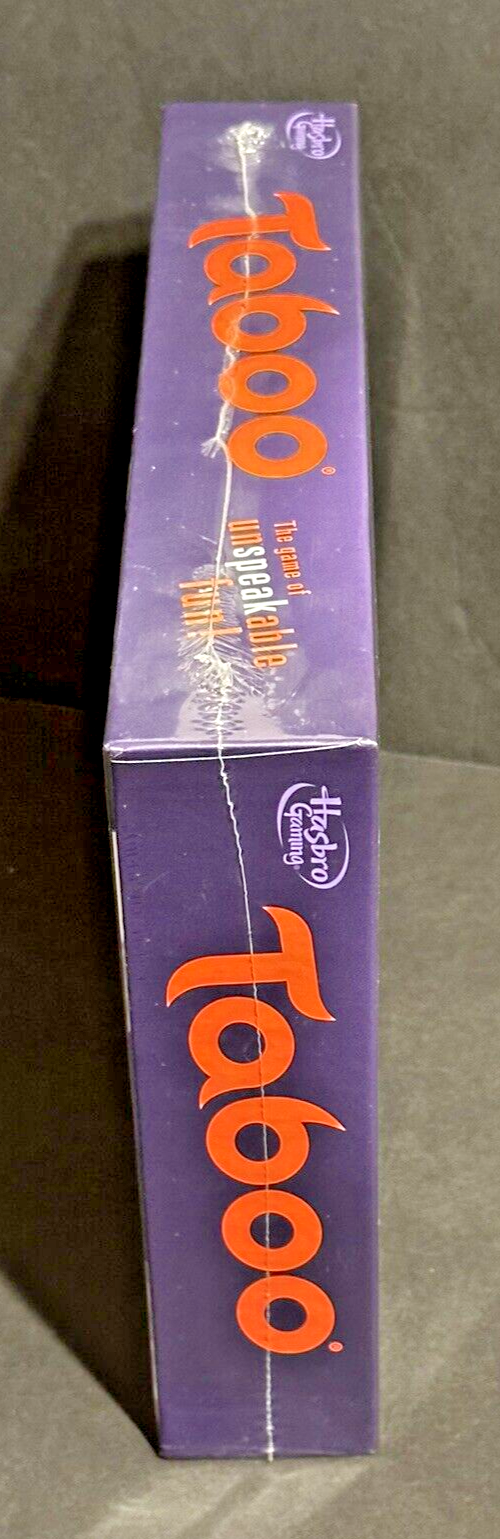 Hasbro
Gaming
Taboo®
The game of
unspeakable
fun!
Hasbro
Gaming®
Taboo®